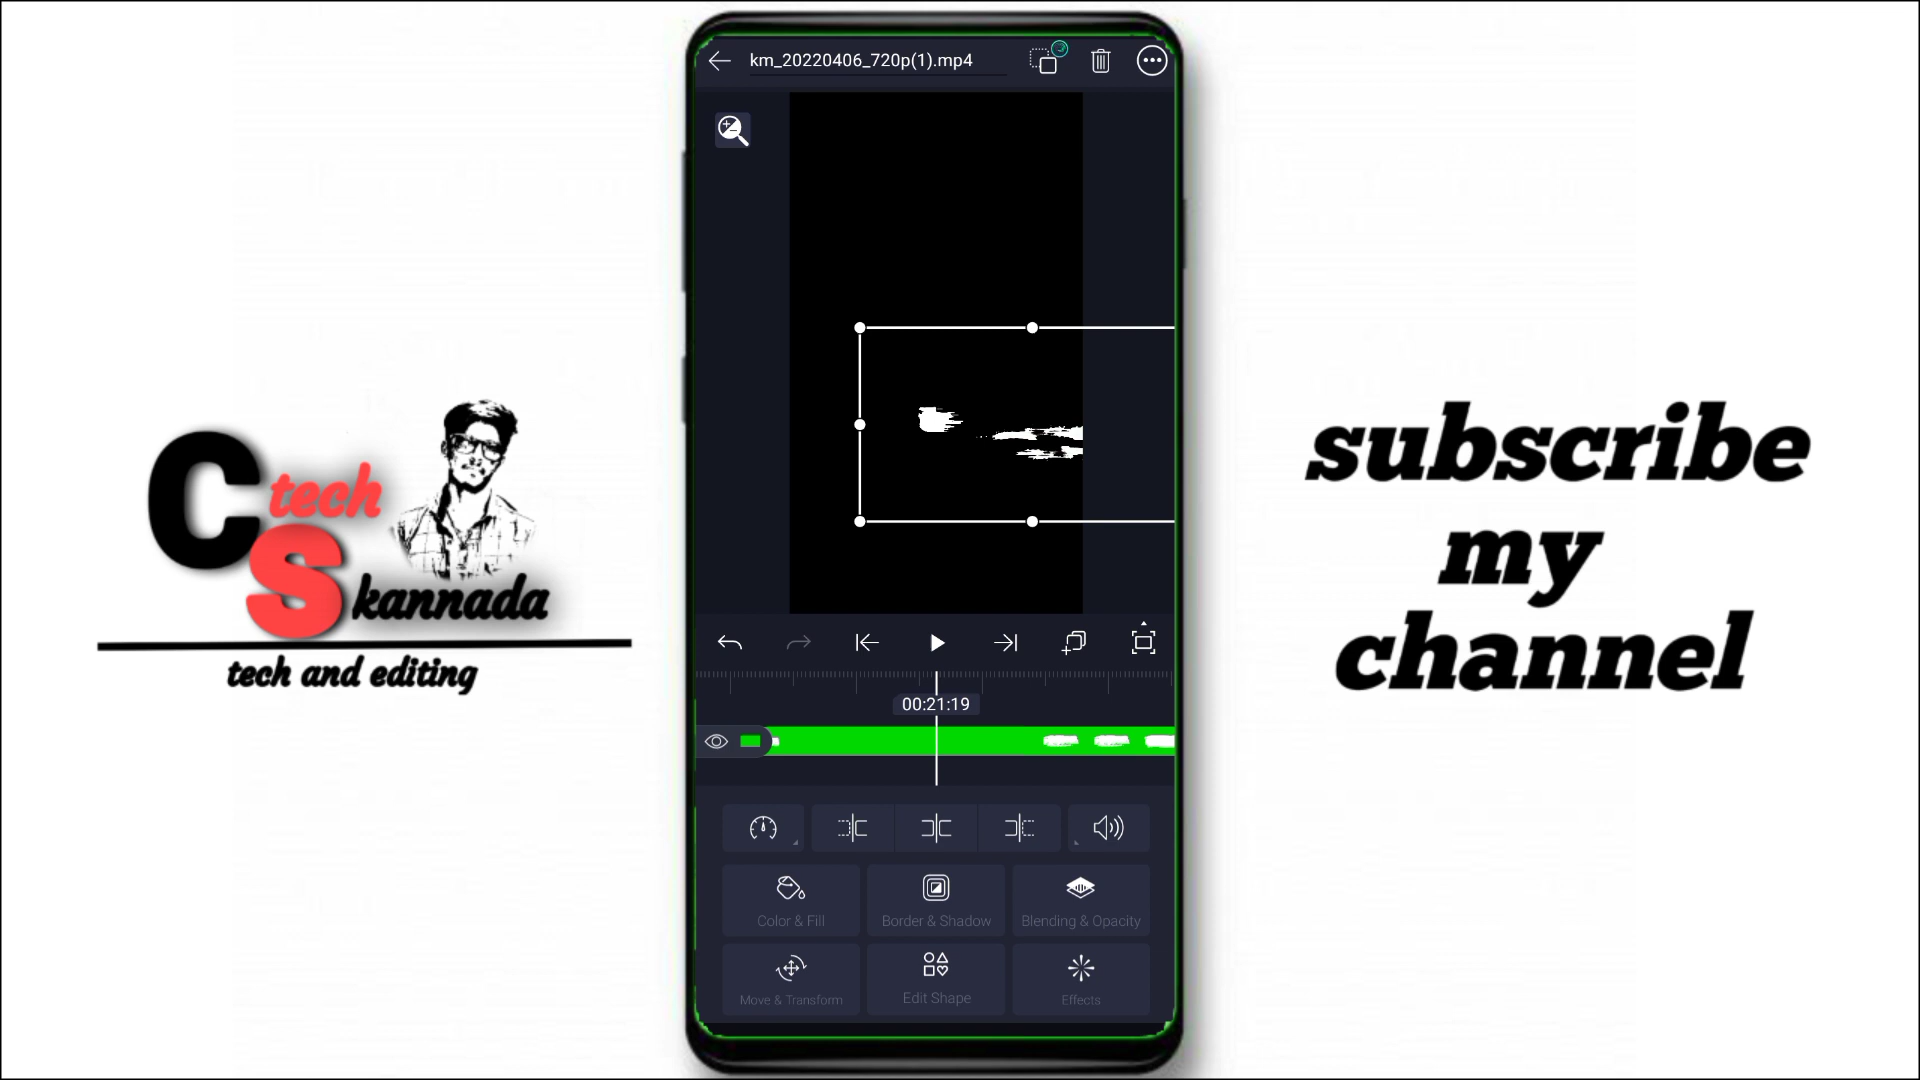 km_20220406_720p(1).mp4
C tech
S kannada
tech and editing
subscribe
my
channel
00:21:19
Color & Fill
Border & Shadow
Blending & Opacity
Move & Transform
Edit Shape
Effects